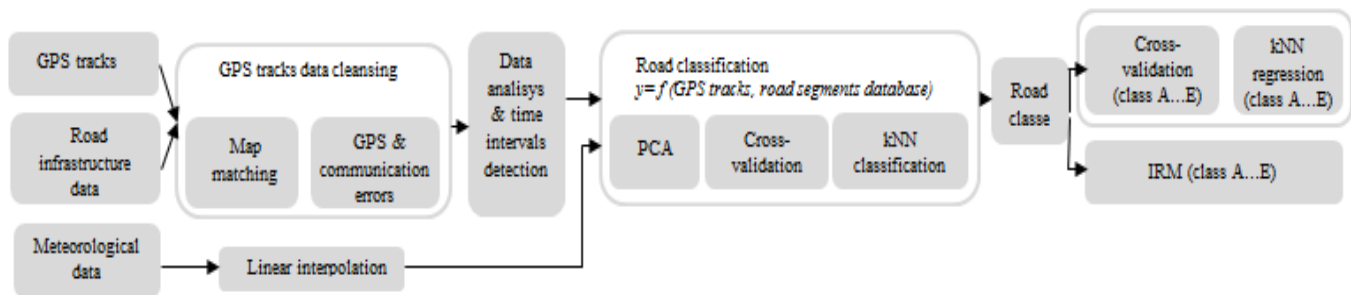 GPS tracks
Road
infrastructure
data
Meteorological
data
GPS tracks data cleansing
Map
matching
GPS &
communication
errors
Linear interpolation
Data
analisys
& time
intervals
detection
Road classification
y= f (GPS tracks, road segments database)
PCA
Cross-
validation
kNN
classification
Road
classe
Cross-
validation
(class A...E)
kNN
regression
(class A...E)
IRM (class A...E)